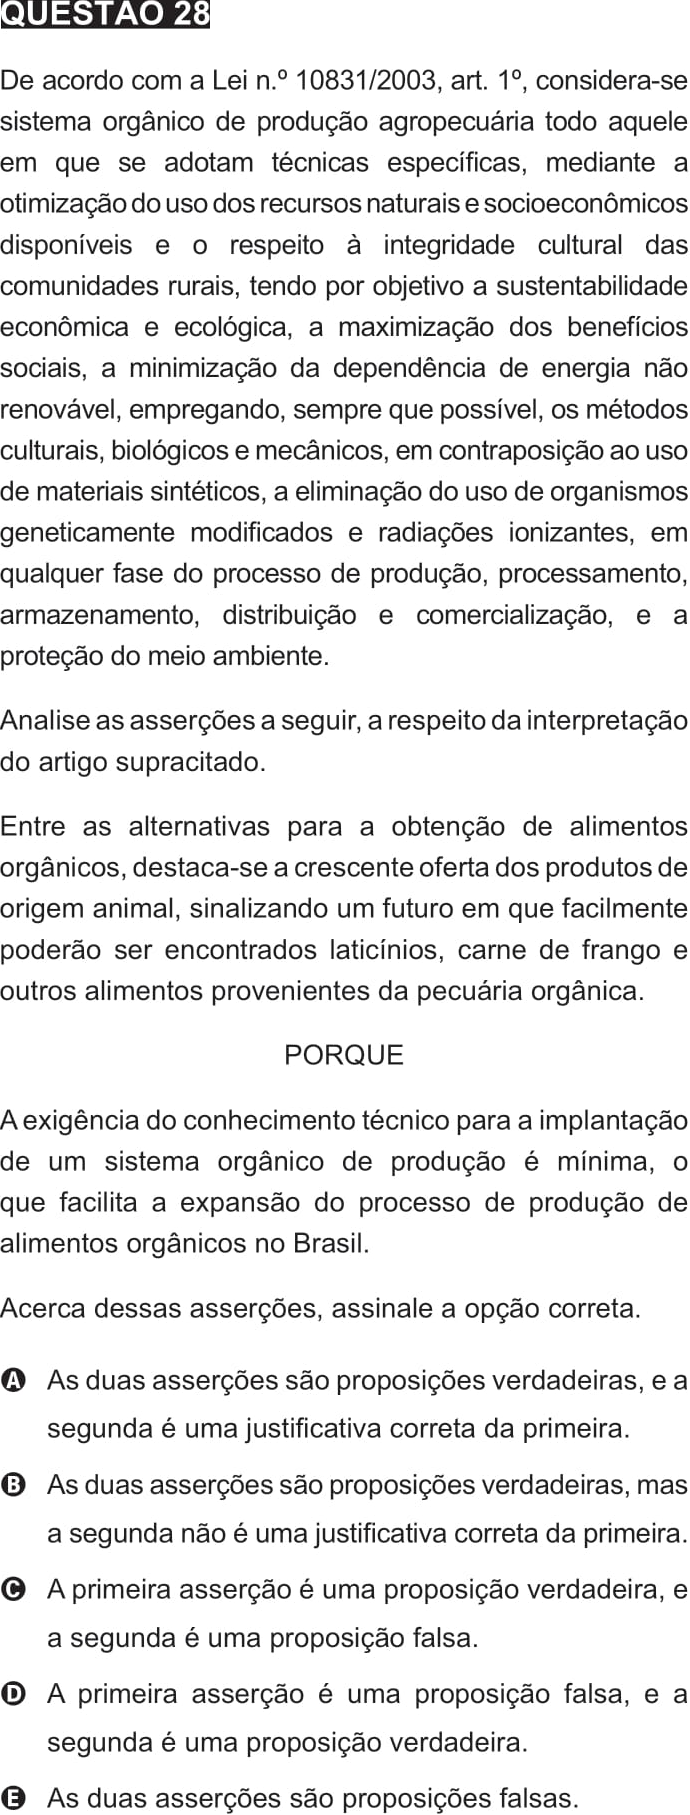 QUESTÃO 28
De acordo com a Lei n.º 10831/2003, art. 1º, considera-se
sistema orgânico de produção agropecuária todo aquele
em que se adotam técnicas específicas, mediante a
otimização do uso dos recursos naturais e socioeconômicos
disponíveis e o respeito à integridade cultural das
comunidades rurais, tendo por objetivo a sustentabilidade
econômica e ecológica, a maximização dos benefícios
sociais, a minimização da dependência de energia não
renovável, empregando, sempre que possível, os métodos
culturais, biológicos e mecânicos, em contraposição ao uso
de materiais sintéticos, a eliminação do uso de organismos
geneticamente modificados e radiações ionizantes, em
qualquer fase do processo de produção, processamento,
armazenamento, distribuição e comercialização, e a
proteção do meio ambiente.
Analise as asserções a seguir, a respeito da interpretação
do artigo supracitado.
Entre as alternativas para a obtenção de alimentos
orgânicos, destaca-se a crescente oferta dos produtos de
origem animal, sinalizando um futuro em que facilmente
poderão ser encontrados laticínios, carne de frango e
outros alimentos provenientes da pecuária orgânica.
PORQUE
A exigência do conhecimento técnico para a implantação
de um sistema orgânico de produção é mínima, o
que facilita a expansão do processo de produção de
alimentos orgânicos no Brasil.
Acerca dessas asserções, assinale a opção correta.
A As duas asserções são proposições verdadeiras, e a
segunda é uma justificativa correta da primeira.
B As duas asserções são proposições verdadeiras, mas
a segunda não é uma justificativa correta da primeira.
C A primeira asserção é uma proposição verdadeira, e
a segunda é uma proposição falsa.
D A primeira asserção é uma proposição falsa, e a
segunda é uma proposição verdadeira.
E As duas asserções são proposições falsas.